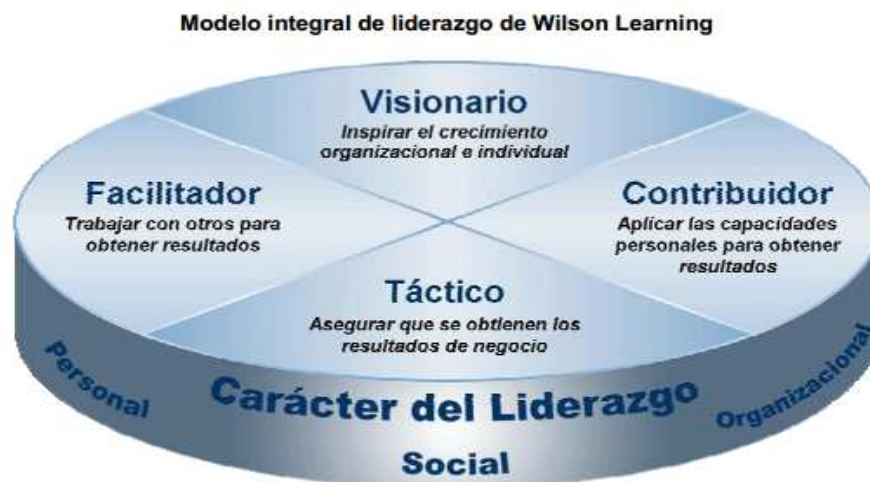 Modelo integral de liderazgo de Wilson Learning
Visionario
Inspirar el crecimiento
organizacional e individual
Facilitador
Trabajar con otros para
obtener resultados
Contribuidor
Aplicar las capacidades
personales para obtener
resultados
Táctico
Asegurar que se obtienen los
resultados de negocio
Personal
Carácter del Liderazgo
Organizacional
Social